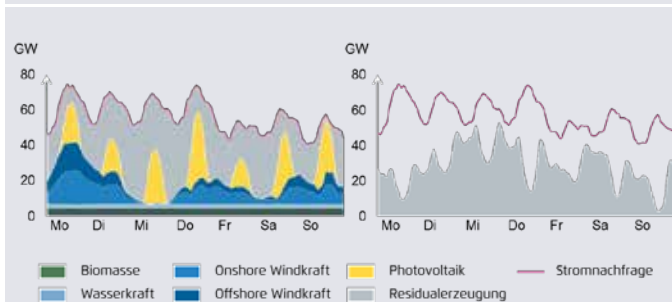 GW
GW
80
80
60
60
40
40
20
20
0
0
Mo Di Mi Do Fr Sa So
Mo Di Mi Do Fr Sa So
Biomasse Onshore Windkraft Photovoltaik Stromnachfrage
Wasserkraft Offshore Windkraft Residualerzeugung